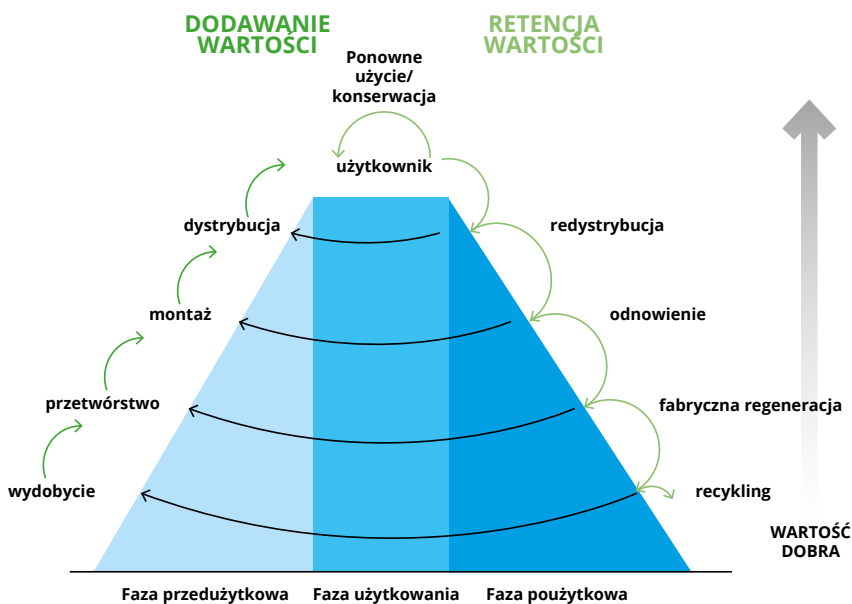 DODAWANIE
WARTOŚCI
RETENCJA
WARTOŚCI
Ponowne
użycie/
konserwacja
użytkownik
dystrybucja
redystrybucja
montaż
odnowienie
przetwórstwo
fabryczna regeneracja
wydobycie
recykling
WARTOŚĆ
DOBRA
Faza przedużytkowa
Faza użytkowania
Faza poużytkowa